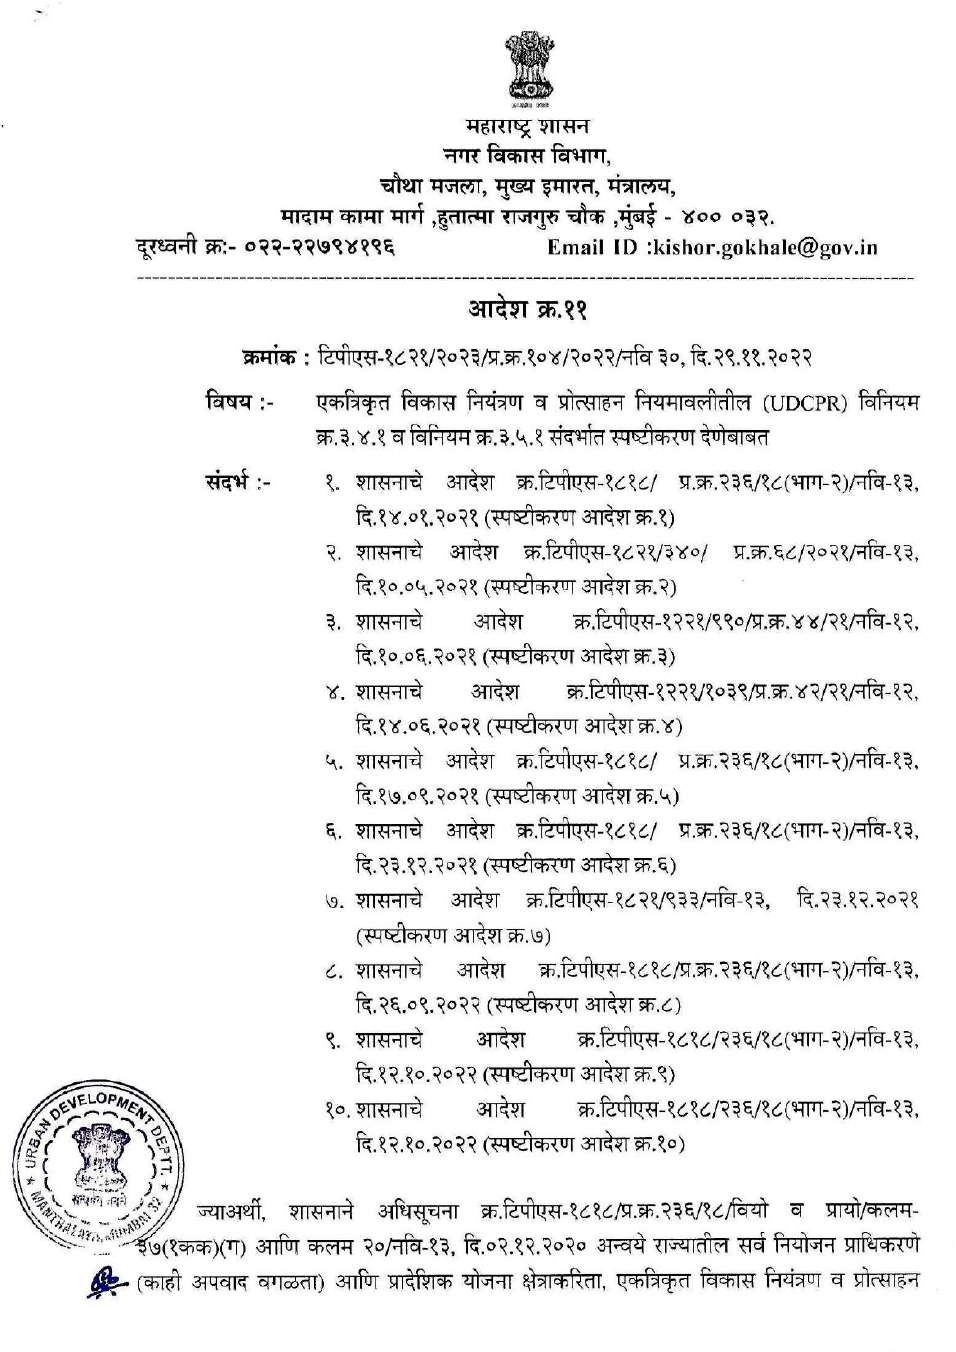 महाराष्ट्र शासन
नगर विकास विभाग,
चौथा मजला, मुख्य इमारत, मंत्रालय,
मादाम कामा मार्ग ,हुतात्मा राजगुरु चौक ,मुंबई - ४०० ०३२.
दूरध्वनी क्र:- ०२२-२२७९४१९६ Email ID :kishor.gokhale@gov.in
आदेश क्र.११
क्रमांक : टिपीएस-१८२१/२०२३/प्र.क्र.१०४/२०२२/नवि ३०, दि.२९.११.२०२२
विषय :- एकत्रिकृत विकास नियंत्रण व प्रोत्साहन नियमावलीतील (UDCPR) विनियम
क्र.३.४.१ व विनियम क्र.३.५.१ संदर्भात स्पष्टीकरण देणेबाबत
संदर्भ :- १. शासनाचे आदेश क्र.टिपीएस-१८१८/ प्र.क्र.२३६/१८(भाग-२)/नवि-१३,
दि.१४.०१.२०२१ (स्पष्टीकरण आदेश क्र.१)
२. शासनाचे आदेश क्र.टिपीएस-१८२१/३४०/ प्र.क्र.६८/२०२१/नवि-१३,
दि.१०.०५.२०२१ (स्पष्टीकरण आदेश क्र.२)
३. शासनाचे आदेश क्र.टिपीएस-१२२१/९९०/प्र.क्र.४४/२१/नवि-१२,
दि.१०.०६.२०२१ (स्पष्टीकरण आदेश क्र.३)
४. शासनाचे आदेश क्र.टिपीएस-१२२१/१०३९/प्र.क्र.४२/२१/नवि-१२,
दि.१४.०६.२०२१ (स्पष्टीकरण आदेश क्र.४)
५. शासनाचे आदेश क्र.टिपीएस-१८१८/ प्र.क्र.२३६/१८(भाग-२)/नवि-१३,
दि.१७.०९.२०२१ (स्पष्टीकरण आदेश क्र.५)
६. शासनाचे आदेश क्र.टिपीएस-१८१८/ प्र.क्र.२३६/१८(भाग-२)/नवि-१३,
दि.२३.१२.२०२१ (स्पष्टीकरण आदेश क्र.६)
७. शासनाचे आदेश क्र.टिपीएस-१८२१/९३३/नवि-१३, दि.२३.१२.२०२१
(स्पष्टीकरण आदेश क्र.७)
८. शासनाचे आदेश क्र.टिपीएस-१८१८/प्र.क्र.२३६/१८(भाग-२)/नवि-१३,
दि.२६.०९.२०२२ (स्पष्टीकरण आदेश क्र.८)
९. शासनाचे आदेश क्र.टिपीएस-१८१८/२३६/१८(भाग-२)/नवि-१३,
दि.१२.१०.२०२२ (स्पष्टीकरण आदेश क्र.९)
१०. शासनाचे आदेश क्र.टिपीएस-१८१८/२३६/१८(भाग-२)/नवि-१३,
दि.१२.१०.२०२२ (स्पष्टीकरण आदेश क्र.१०)
URBAN DEVELOPMENT DEPTT.
सत्यमेव जयते
MANTRALAYA, MUMBAI 32
ज्याअर्थी, शासनाने अधिसूचना क्र.टिपीएस-१८१८/प्र.क्र.२३६/१८/वियो व प्रायो/कलम-
३७(१कक)(ग) आणि कलम २०/नवि-१३, दि.०२.१२.२०२० अन्वये राज्यातील सर्व नियोजन प्राधिकरणे
(काही अपवाद वगळता) आणि प्रादेशिक योजना क्षेत्राकरिता, एकत्रिकृत विकास नियंत्रण व प्रोत्साहन